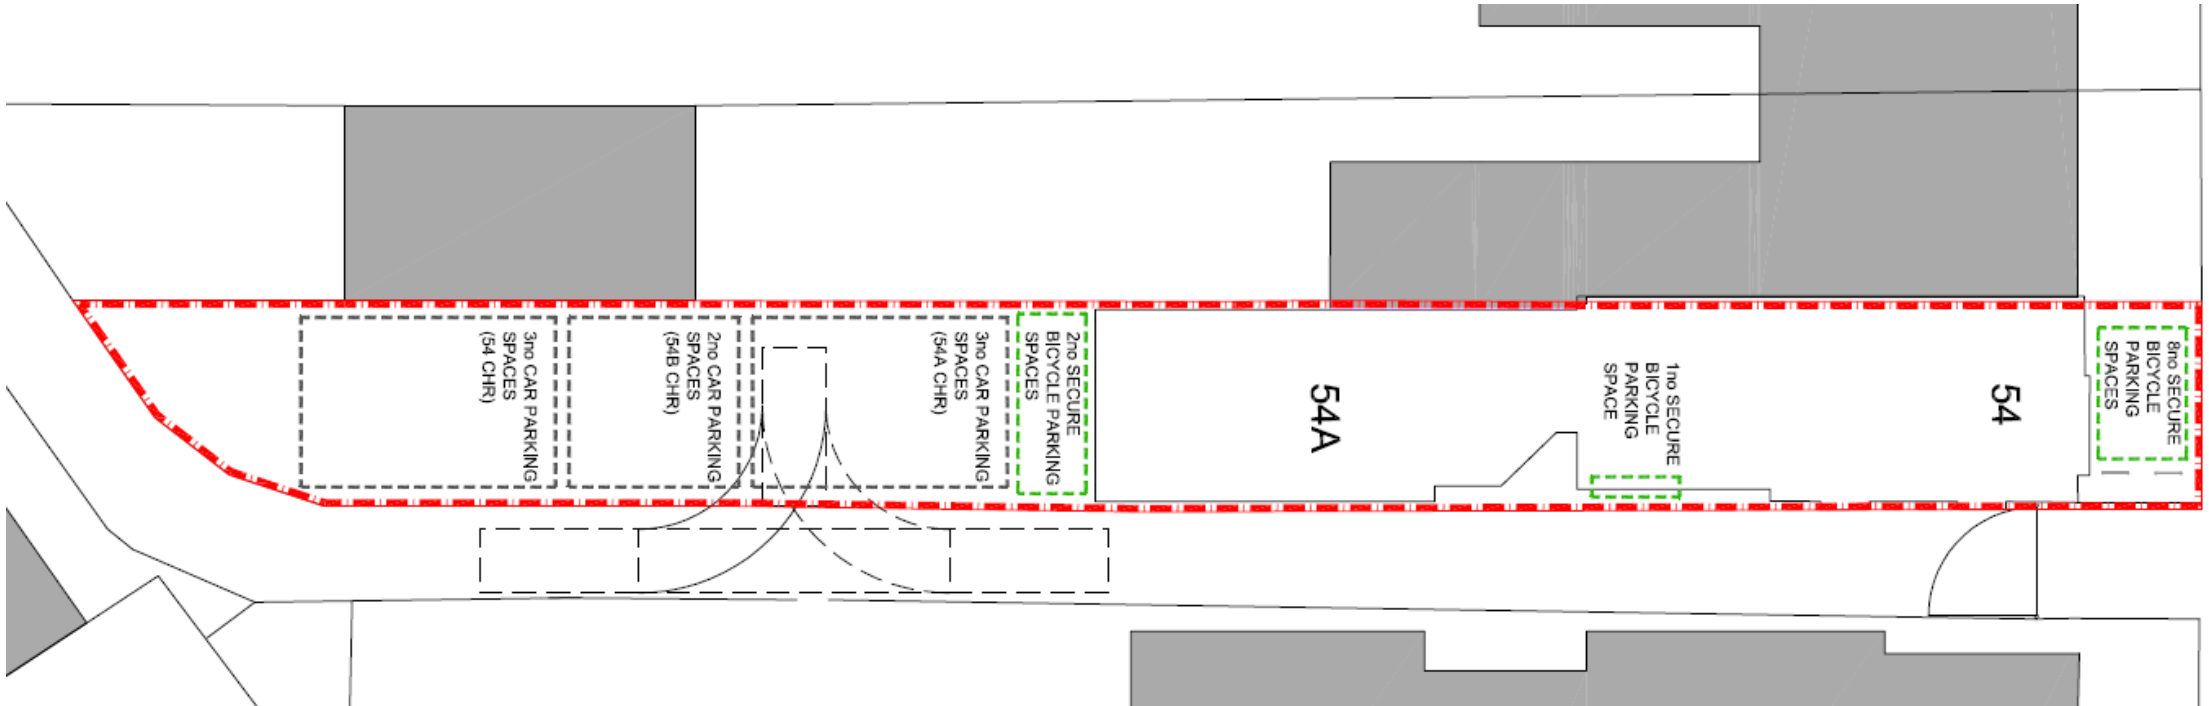 3no CAR PARKING
SPACES
(54 CHR)
2no CAR PARKING
SPACES
(54B CHR)
3no CAR PARKING
SPACES
(54A CHR)
2no SECURE
BICYCLE PARKING
SPACES
54A
1no SECURE
BICYCLE
PARKING
SPACE
54
8no SECURE
BICYCLE
PARKING
SPACES